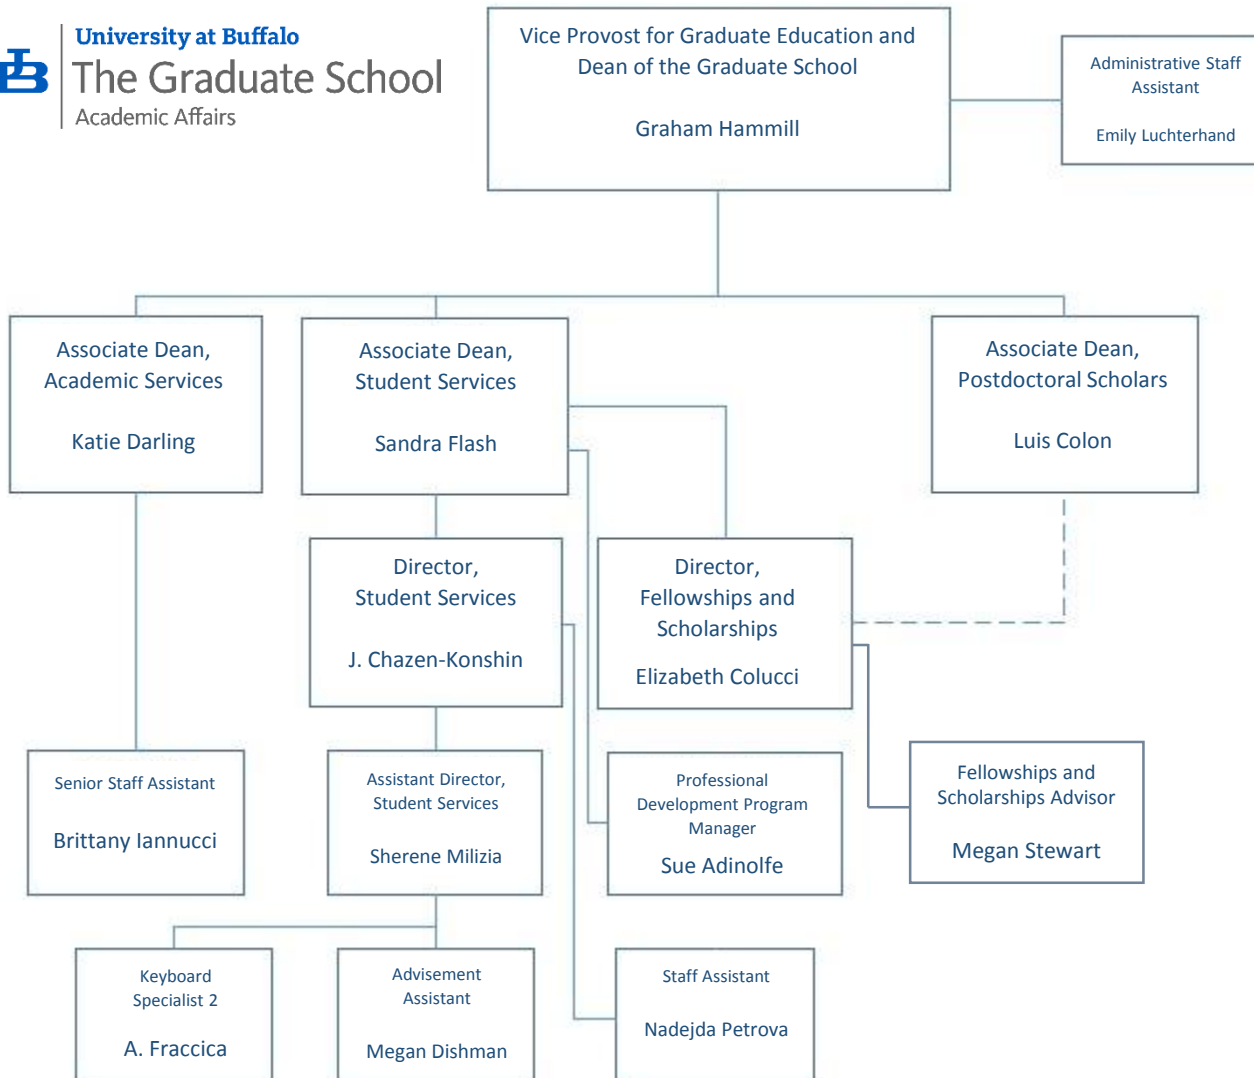 University at Buffalo
The Graduate School
Academic Affairs
Vice Provost for Graduate Education and
Dean of the Graduate School
Graham Hammill
Administrative Staff
Assistant
Emily Luchterhand
Associate Dean,
Academic Services
Katie Darling
Associate Dean,
Student Services
Sandra Flash
Associate Dean,
Postdoctoral Scholars
Luis Colon
Director,
Student Services
J. Chazen-Konshin
Director,
Fellowships and
Scholarships
Elizabeth Colucci
Senior Staff Assistant
Brittany Iannucci
Assistant Director,
Student Services
Sherene Milizia
Professional
Development Program
Manager
Sue Adinolfe
Fellowships and
Scholarships Advisor
Megan Stewart
Keyboard
Specialist 2
A. Fraccica
Advisement
Assistant
Megan Dishman
Staff Assistant
Nadejda Petrova